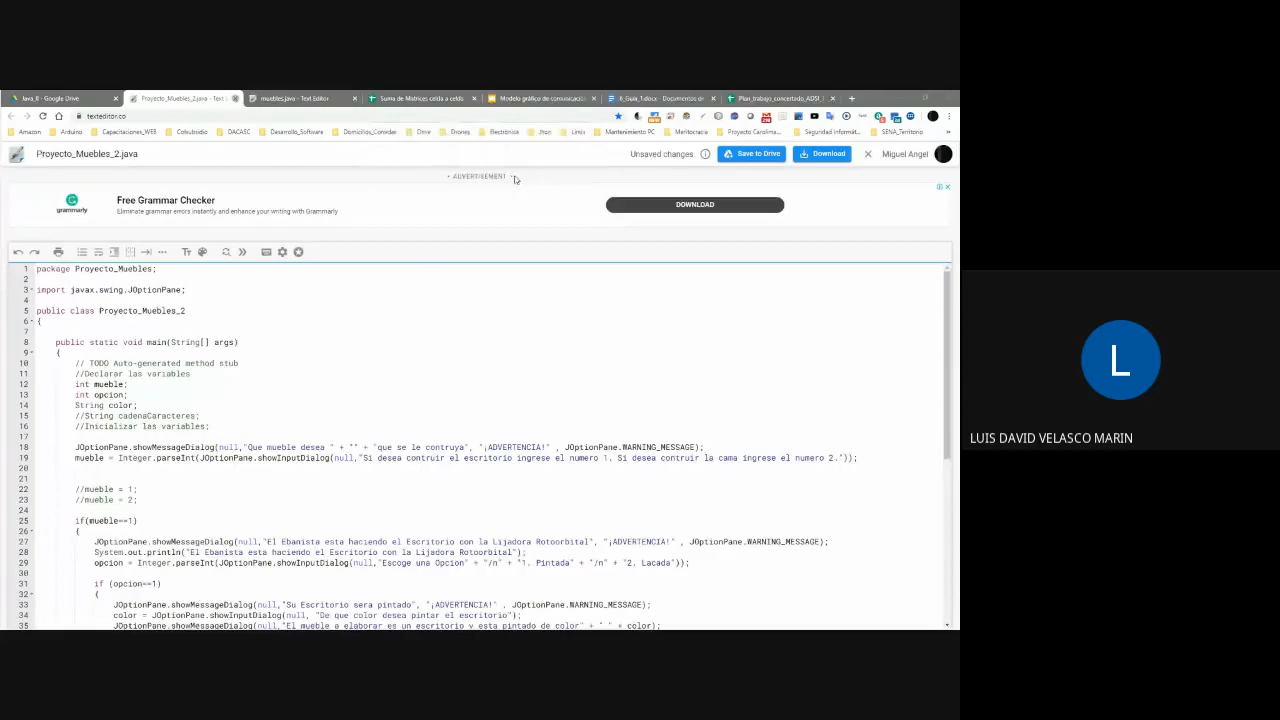 Java_II - Google Drive
Proyecto_Muebles_2.java - Text
muebles.java - Text Editor
Suma de Matrices celda a celda
Modelo gráfico de comunicación
6_Guia_1.docx - Documentos de
Plan_trabajo_concertado_ADSI_
texteditor.co
Amazon
Arduino
Capacitaciones_WEB
Colsubsidio
DACASC
Desarrollo_Software
Domicilios_Comidas
Drive
Drones
Electrónica
Jhon
Limis
Mantenimiento PC
Meritocracia
Proyecto Carolina...
Seguridad Informát...
SENA_Territorio
Proyecto_Muebles_2.java
Unsaved changes
Save to Drive
Download
Miguel Angel
ADVERTISEMENT
grammarly
Free Grammar Checker
Eliminate grammar errors instantly and enhance your writing with Grammarly
DOWNLOAD
1 package Proyecto_Muebles;
2
3 import javax.swing.JOptionPane;
4
5 public class Proyecto_Muebles_2
6 {
7
8 public static void main(String[] args)
9 {
10 // TODO Auto-generated method stub
11 //Declarar las variables
12 int mueble;
13 int opcion;
14 String color;
15 //String cadenaCaracteres;
16 //Inicializar las variables;
17
18 JOptionPane.showMessageDialog(null,"Que mueble desea " + "" + "que se le contruya", "¡ADVERTENCIA!" , JOptionPane.WARNING_MESSAGE);
19 mueble = Integer.parseInt(JOptionPane.showInputDialog(null,"Si desea contruir el escritorio ingrese el numero 1. Si desea contruir la cama ingrese el numero 2."));
20
21
22 //mueble = 1;
23 //mueble = 2;
24
25 if(mueble==1)
26 {
27 JOptionPane.showMessageDialog(null,"El Ebanista esta haciendo el Escritorio con la Lijadora Rotoorbital", "¡ADVERTENCIA!" , JOptionPane.WARNING_MESSAGE);
28 System.out.println("El Ebanista esta haciendo el Escritorio con la Lijadora Rotoorbital");
29 opcion = Integer.parseInt(JOptionPane.showInputDialog(null,"Escoge una Opcion" + "/n" + "1. Pintada" + "/n" + "2. Lacada"));
30
31 if (opcion==1)
32 {
33 JOptionPane.showMessageDialog(null,"Su Escritorio sera pintado", "¡ADVERTENCIA!" , JOptionPane.WARNING_MESSAGE);
34 color = JOptionPane.showInputDialog(null, "De que color desea pintar el escritorio");
35 JOptionPane.showMessageDialog(null,"El mueble a elaborar es un escritorio y esta pintado de color" + " " + color);
L
LUIS DAVID VELASCO MARIN